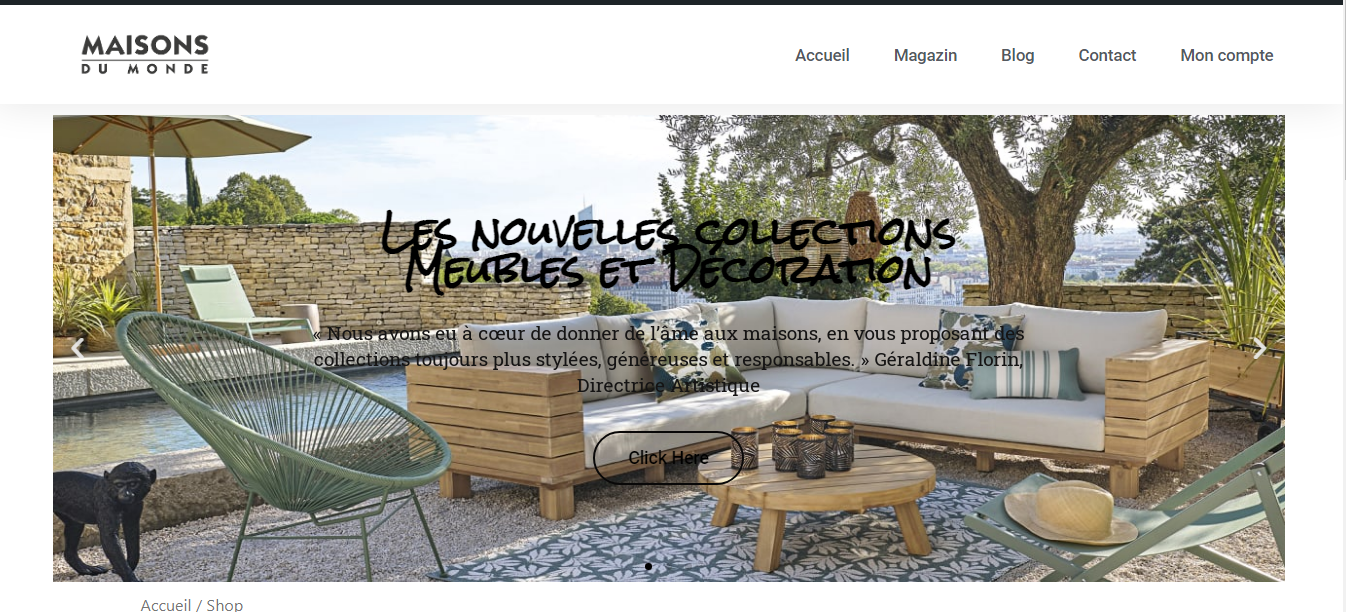 MAISONS
DU MONDE
Accueil Magazin Blog Contact Mon compte
Les nouvelles collections
Meubles et Décoration
« Nous avons eu à cœur de donner de l'âme aux maisons, en vous proposant des
collections toujours plus stylées, généreuses et responsables. » Géraldine Florin,
Directrice Artistique
Click Here
Accueil / Shop